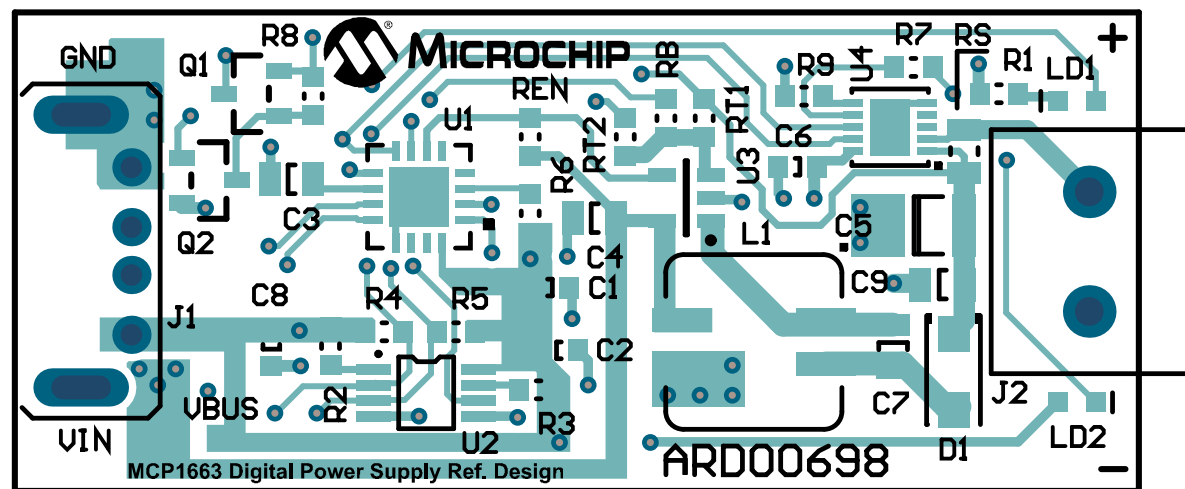 GND
Q1
R8
MICROCHIP
®
REN
RB
RT1
R9
U4
R7
RS
R1
LD1
+
U1
RT2
R6
C6
U3
C3
Q2
C4
L1
C5
C9
C8
R4
R5
C1
C2
J1
VBUS
R2
R3
U2
C7
D1
J2
LD2
VIN
ARD00698
MCP1663 Digital Power Supply Ref. Design
−